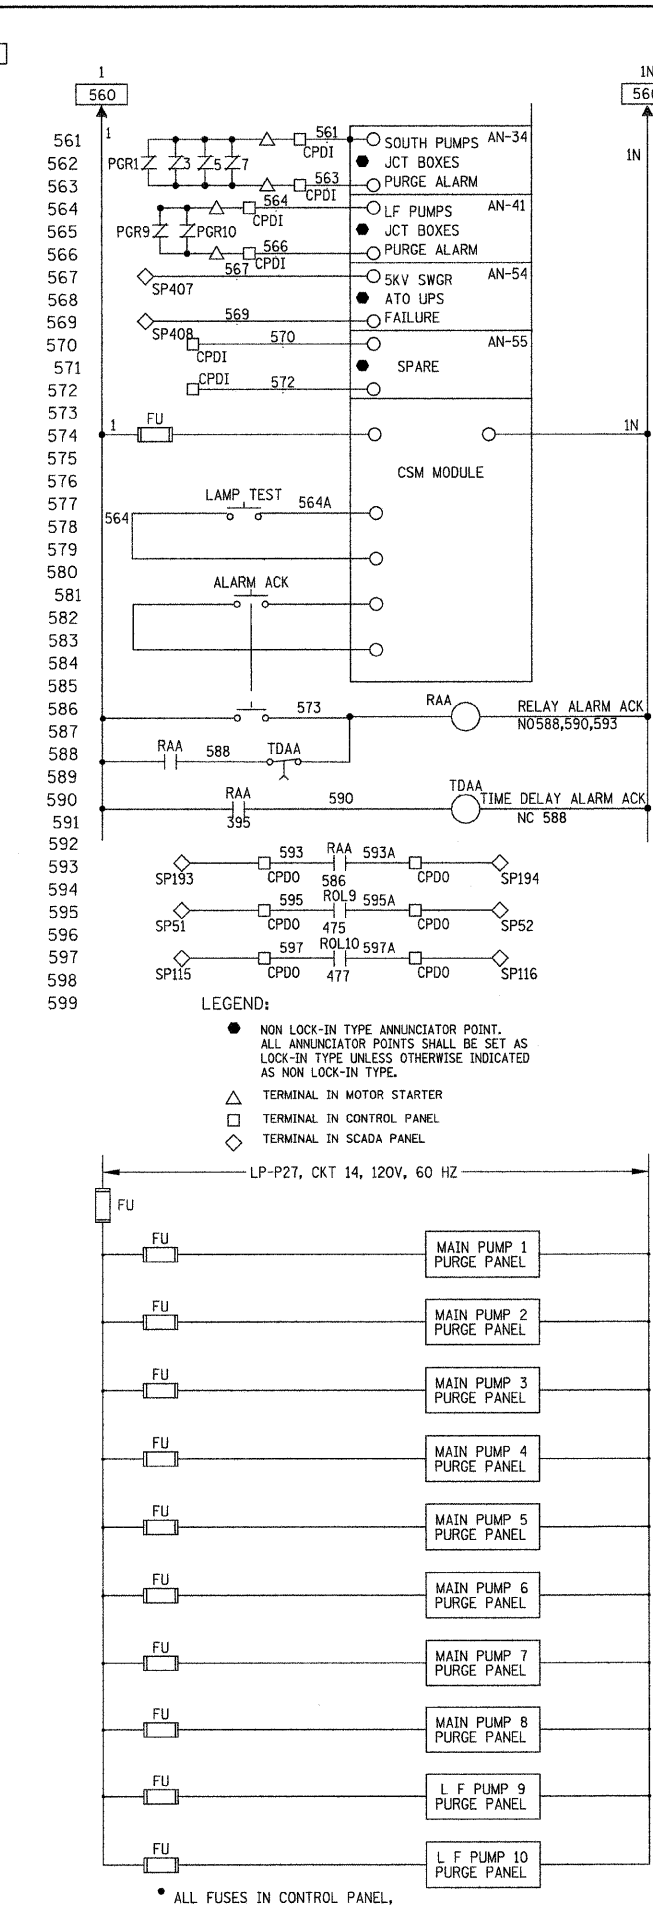 1 1N
560 560
561 1 561 SOUTH PUMPS AN-34
CPDI
562 PGR1 3 5 7 JCT BOXES 1N
563 563 PURGE ALARM
CPDI
564 564 LF PUMPS AN-41
CPDI
565 PGR9 PGR10 JCT BOXES
566 566 PURGE ALARM
CPDI
567 567 5KV SWGR AN-54
SP407
568 ATO UPS
569 569 FAILURE
SP408
570 570 AN-55
CPDI
571 SPARE
572 CPDI 572
573
574 1 FU 1N
575
576 CSM MODULE
577 LAMP TEST 564A
578 564
579
580
581 ALARM ACK
582
583
584
585
586 573 RAA RELAY ALARM ACK
587 NO588,590,593
588 RAA 588 TDAA
589
590 RAA 590 TDAA TIME DELAY ALARM ACK
591 395 NC 588
592
593 593 RAA 593A
SP193 CPDO 586 CPDO SP194
594
595 595 ROL9 595A
SP51 CPDO 475 CPDO SP52
596
597 597 ROL10 597A
SP115 CPDO 477 CPDO SP116
598
599
LEGEND:
NON LOCK-IN TYPE ANNUNCIATOR POINT.
ALL ANNUNCIATOR POINTS SHALL BE SET AS
LOCK-IN TYPE UNLESS OTHERWISE INDICATED
AS NON LOCK-IN TYPE.
TERMINAL IN MOTOR STARTER
TERMINAL IN CONTROL PANEL
TERMINAL IN SCADA PANEL
LP-P27, CKT 14, 120V, 60 HZ
FU
FU MAIN PUMP 1
PURGE PANEL
FU MAIN PUMP 2
PURGE PANEL
FU MAIN PUMP 3
PURGE PANEL
FU MAIN PUMP 4
PURGE PANEL
FU MAIN PUMP 5
PURGE PANEL
FU MAIN PUMP 6
PURGE PANEL
FU MAIN PUMP 7
PURGE PANEL
FU MAIN PUMP 8
PURGE PANEL
FU L F PUMP 9
PURGE PANEL
FU L F PUMP 10
PURGE PANEL
• ALL FUSES IN CONTROL PANEL,